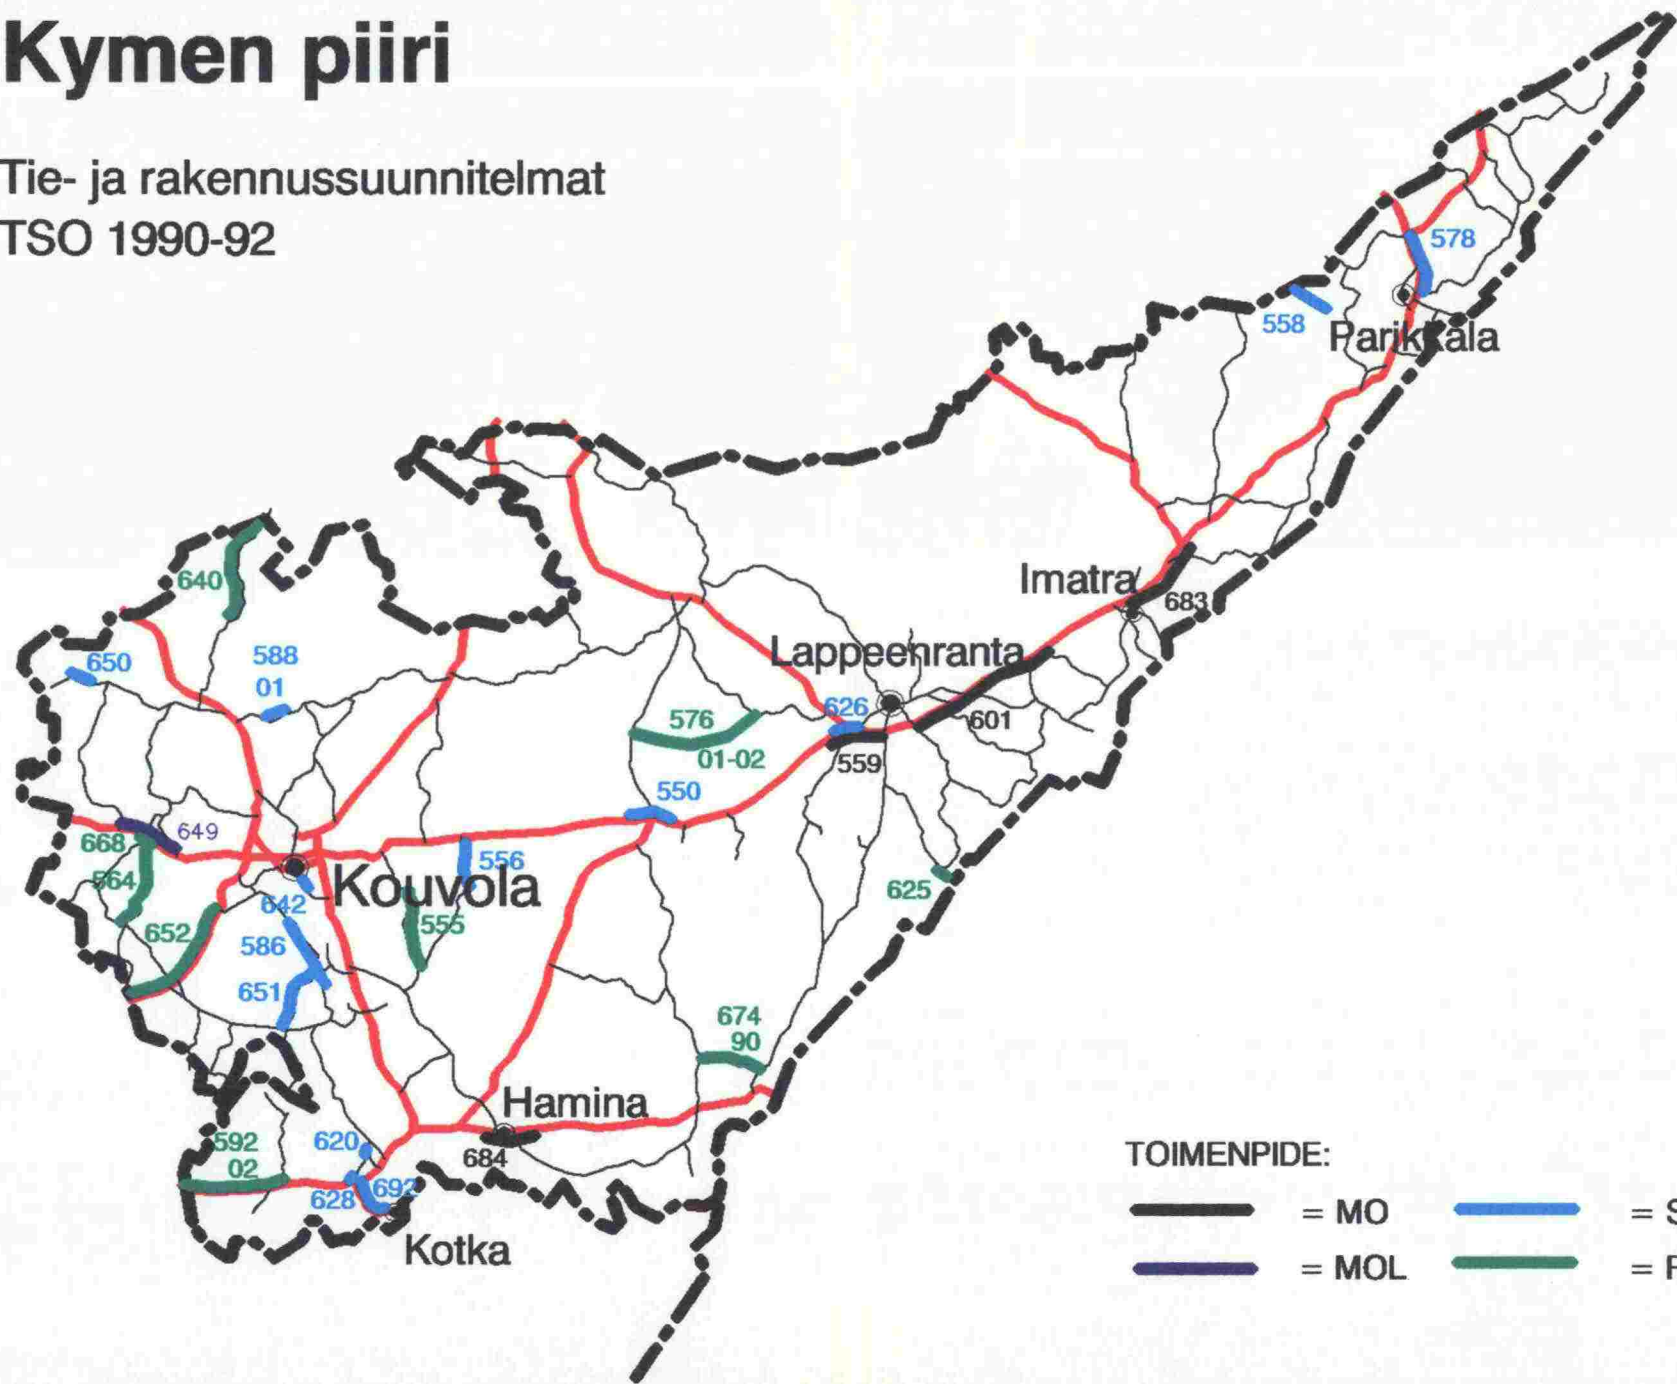 Kymen piiri
Tie- ja rakennussuunnitelmat
TSO 1990-92
578
558
Parikkala
640
Imatra
683
650
588
01
Lappeenranta
626
601
576
01-02
559
550
649
668
564
556
Kouvola
625
642
652
555
586
651
674
90
Hamina
592
02
620
684
628
692
Kotka
TOIMENPIDE:
= MO
= S
= MOL